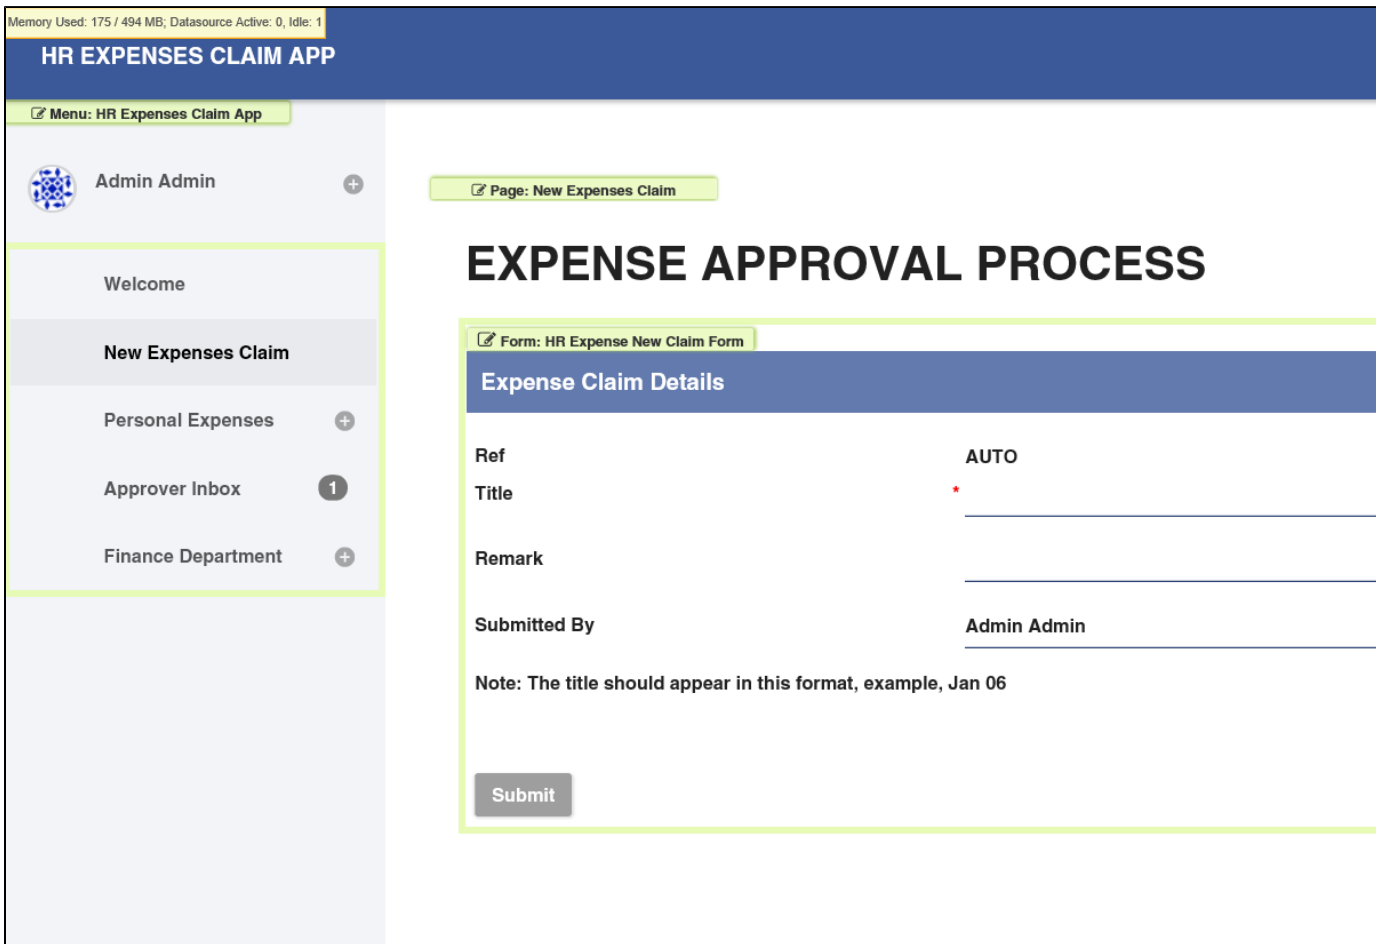 Memory Used: 175 / 494 MB; Datasource Active: 0, Idle: 1
HR EXPENSES CLAIM APP
Menu: HR Expenses Claim App
Admin Admin
Welcome
New Expenses Claim
Personal Expenses
Approver Inbox 1
Finance Department
Page: New Expenses Claim
EXPENSE APPROVAL PROCESS
Form: HR Expense New Claim Form
Expense Claim Details
Ref AUTO
Title *
Remark
Submitted By Admin Admin
Note: The title should appear in this format, example, Jan 06
Submit